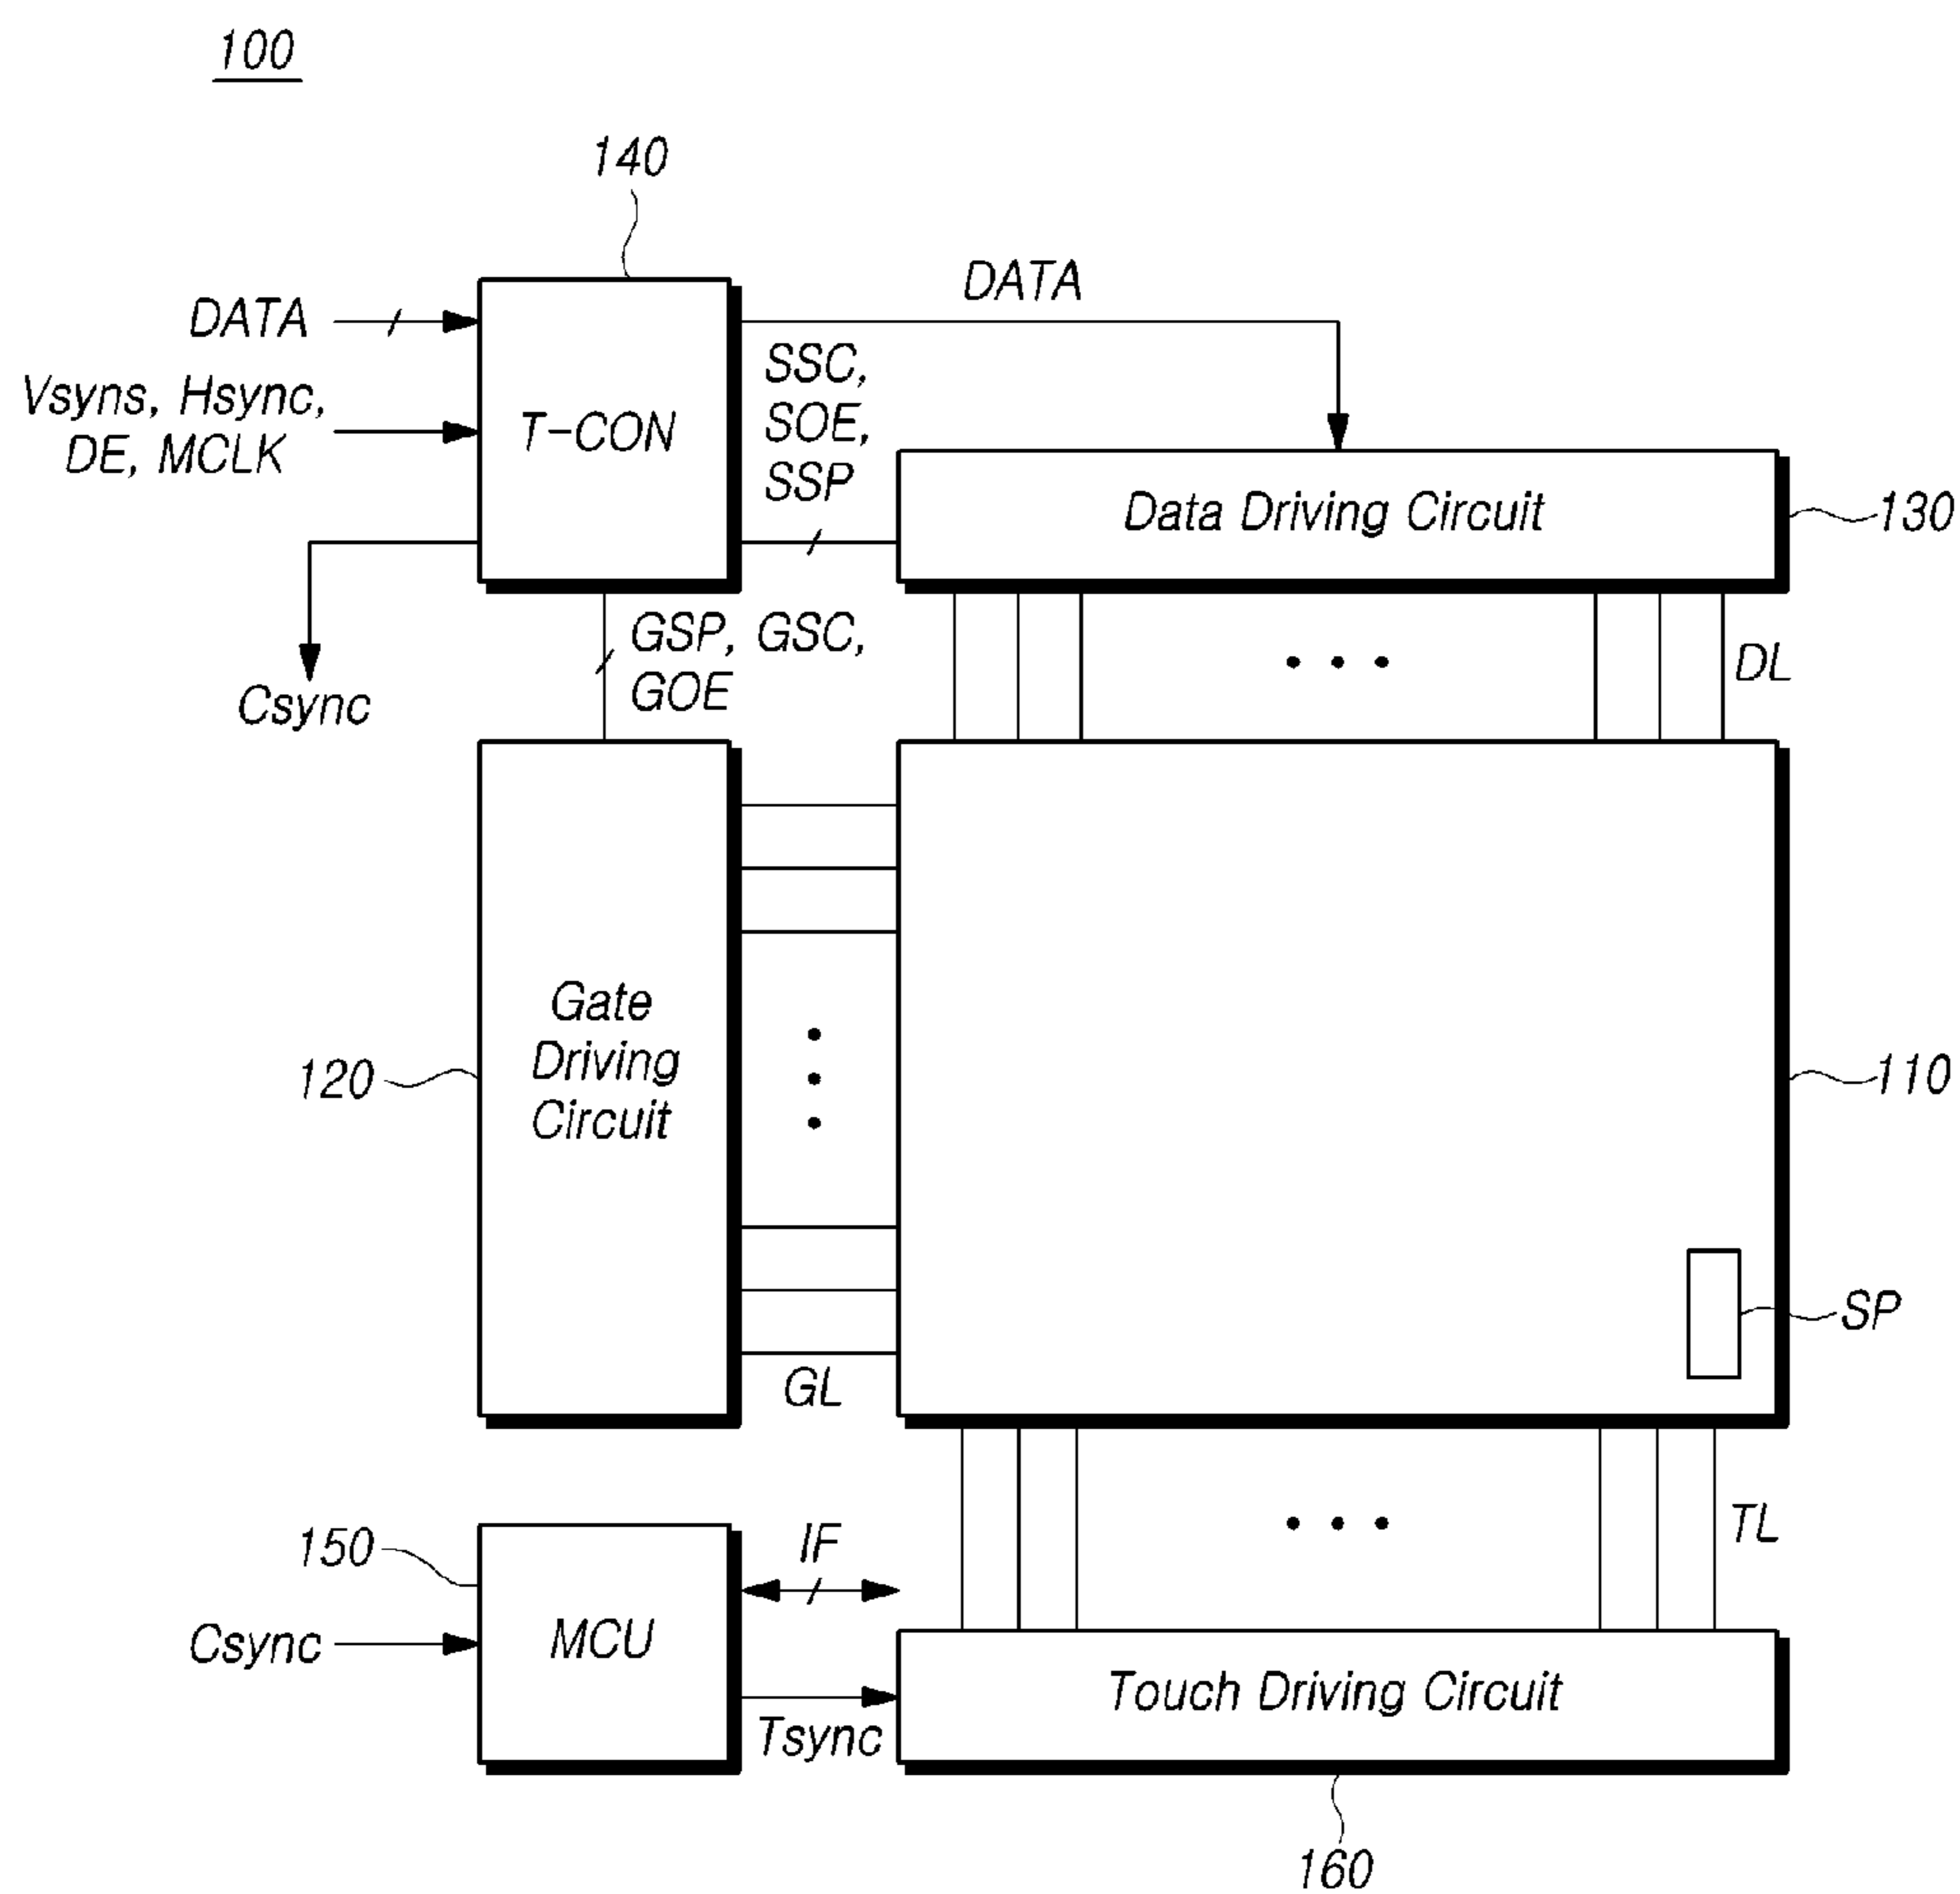 100
140
DATA
DATA
Vsyns, Hsync,
DE, MCLK
T-CON
SSC,
SOE,
SSP
Data Driving Circuit
130
GSP, GSC,
GOE
Csync
DL
Gate
Driving
Circuit
120
110
SP
GL
150
IF
TL
MCU
Csync
Tsync
Touch Driving Circuit
160